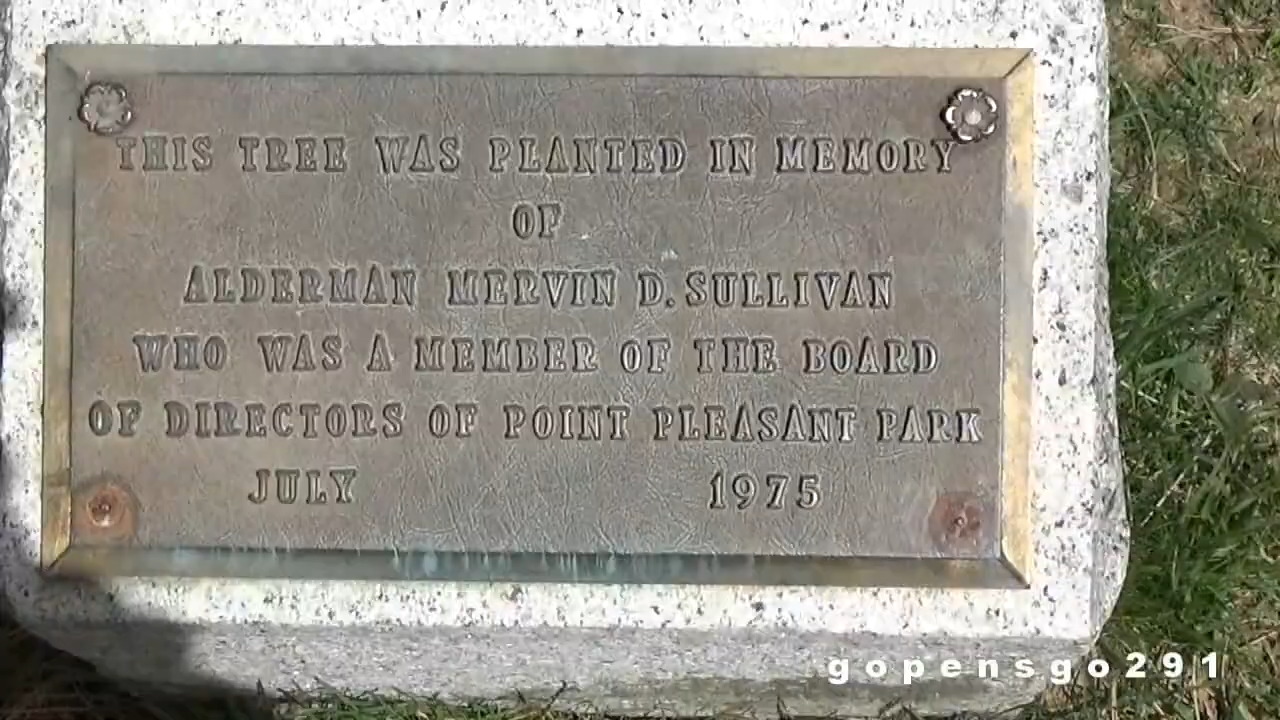 THIS TREE WAS PLANTED IN MEMORY
OF
ALDERMAN MERVIN D. SULLIVAN
WHO WAS A MEMBER OF THE BOARD
OF DIRECTORS OF POINT PLEASANT PARK
JULY 1975
gopensgo291